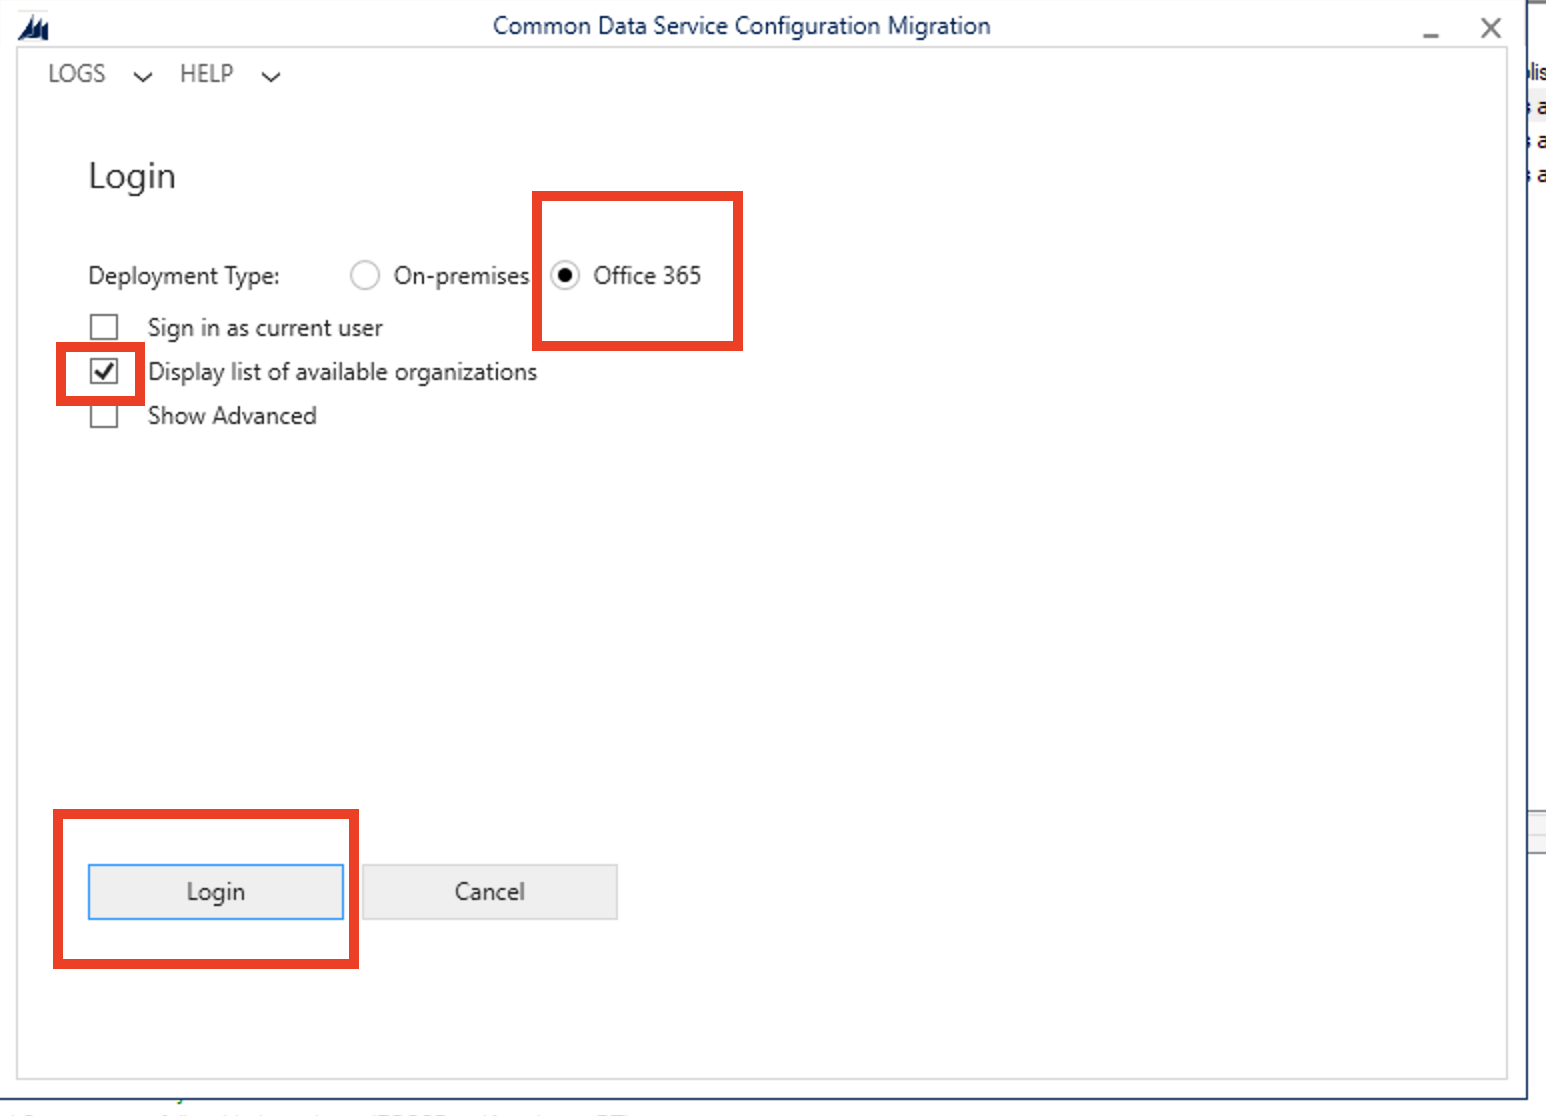 Common Data Service Configuration Migration
LOGS HELP
Login
Deployment Type: On-premises Office 365
Sign in as current user
Display list of available organizations
Show Advanced
Login Cancel